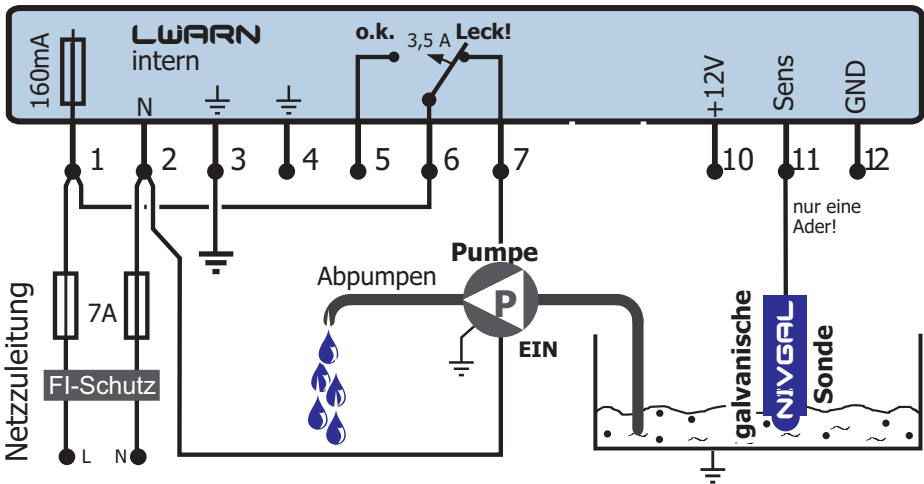 160mA
LWARN
intern
N
o.k.
3,5 A
Leck!
+12V
Sens
GND
1
2
3
4
5
6
7
10
11
12
nur eine
Ader!
Netzzuleitung
7A
FI-Schutz
L
N
Abpumpen
Pumpe
P
EIN
galvanische
NIVGAL
Sonde